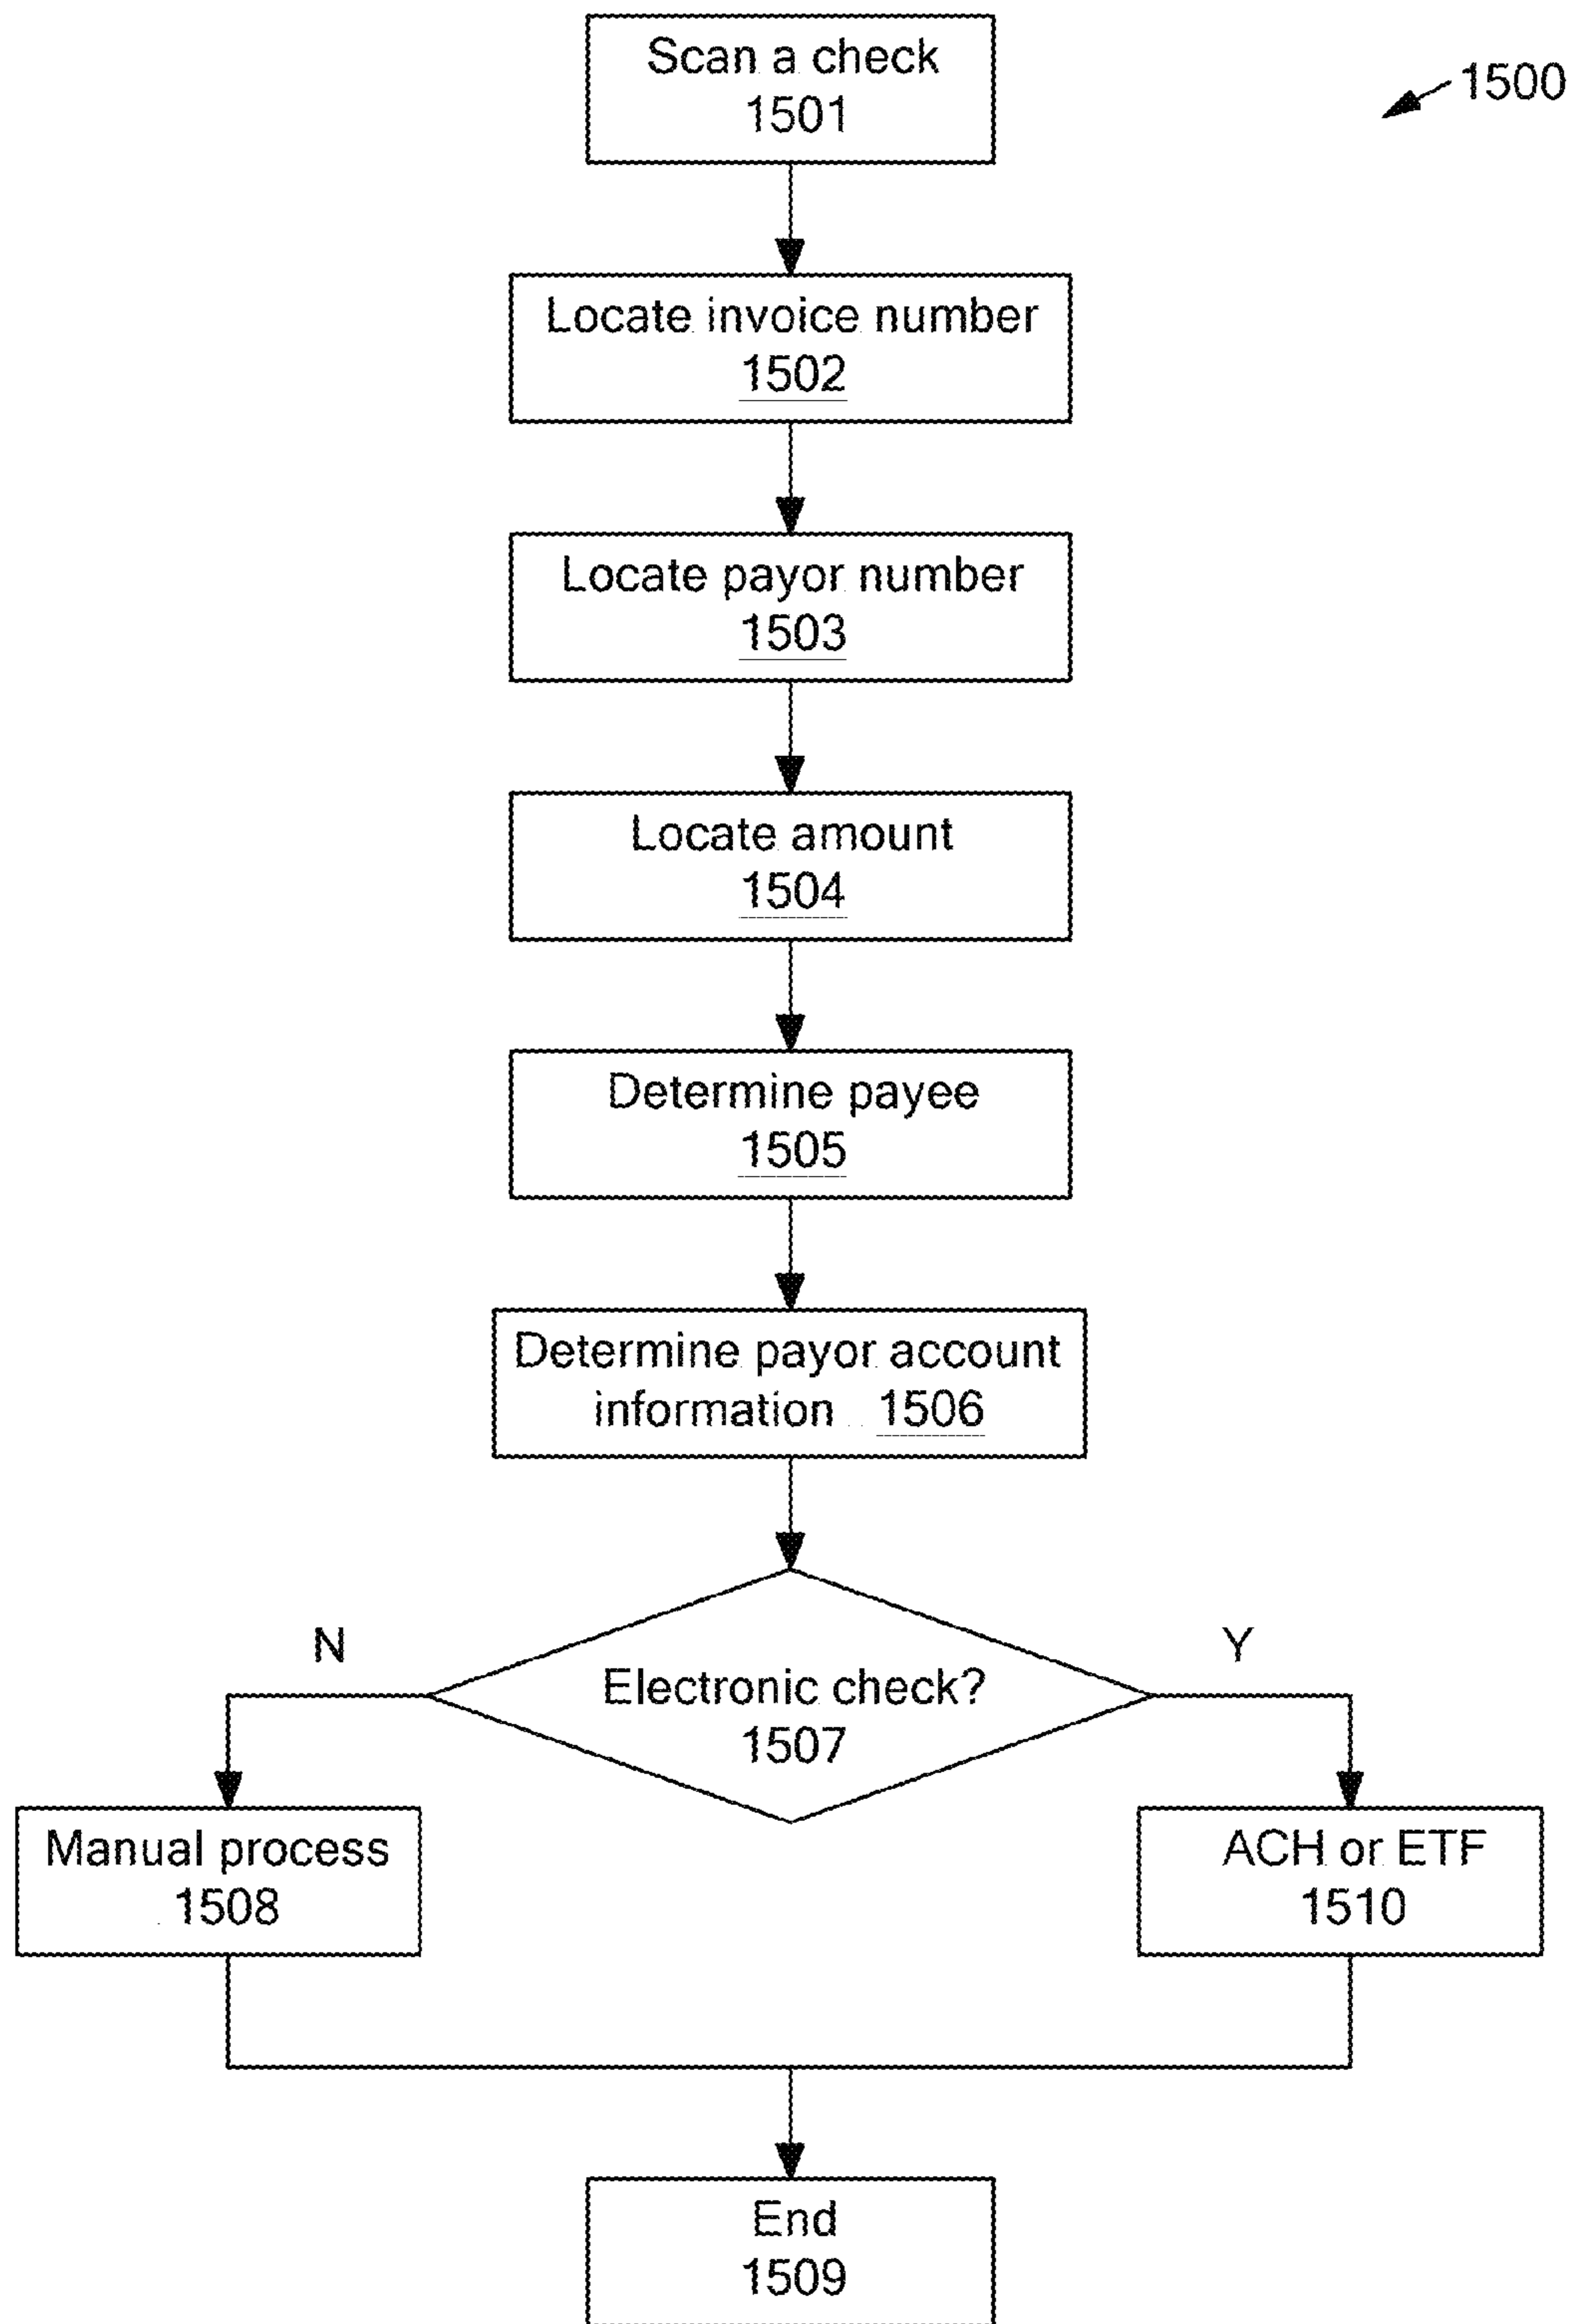 Scan a check
1501
1500
Locate invoice number
1502
Locate payor number
1503
Locate amount
1504
Determine payee
1505
Determine payor account
information 1506
N
Y
Electronic check?
1507
Manual process
1508
ACH or ETF
1510
End
1509